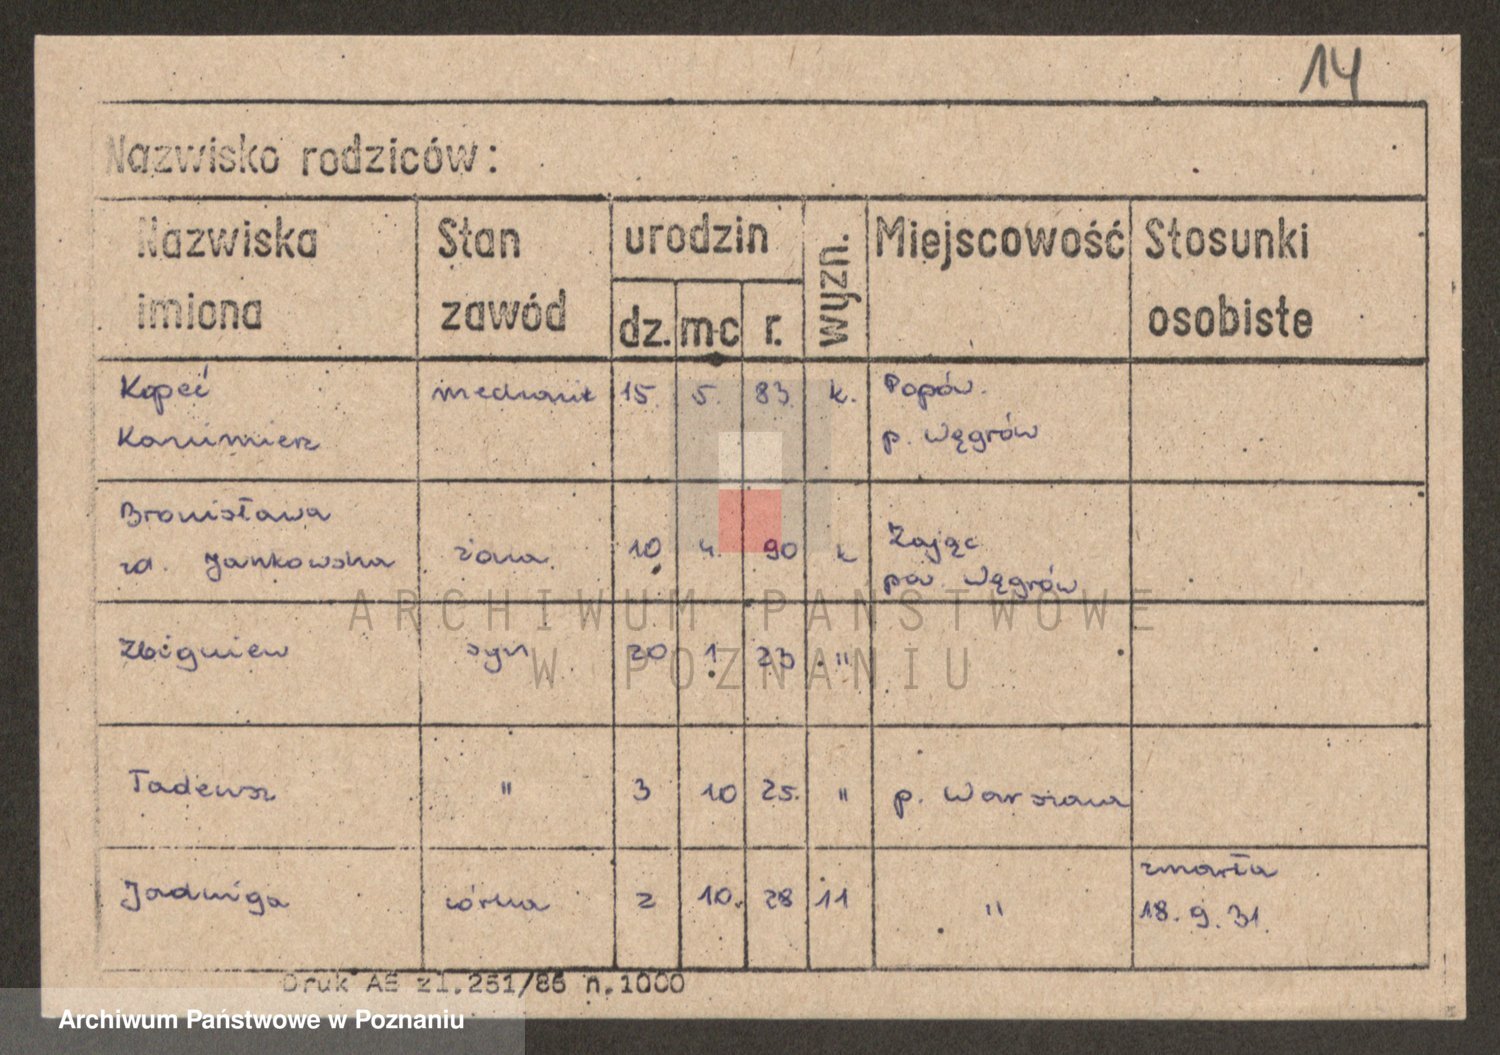 14
Nazwisko rodziców:
Nazwiska imiona
Stan zawód
urodzin
dz. m-c r.
wyzn.
Miejscowość
Stosunki osobiste
Kopeć mechanik 15 5. 83 k. Popów.
Kazimierz p. Węgrów
Bronisława
zd. Jankowska żona 10 4. 90 k Zając
pow. Węgrów
Zbigniew syn 20 1. 23 "
Tadeusz " 3 10 25. " p. Warszawa
Jadwiga córka 2 10. 28 11 " zmarła
18. 9. 31.
Druk AE zl.251/86 n.1000
ARCHIWUM PAŃSTWOWE
W POZNANIU
Archiwum Państwowe w Poznaniu